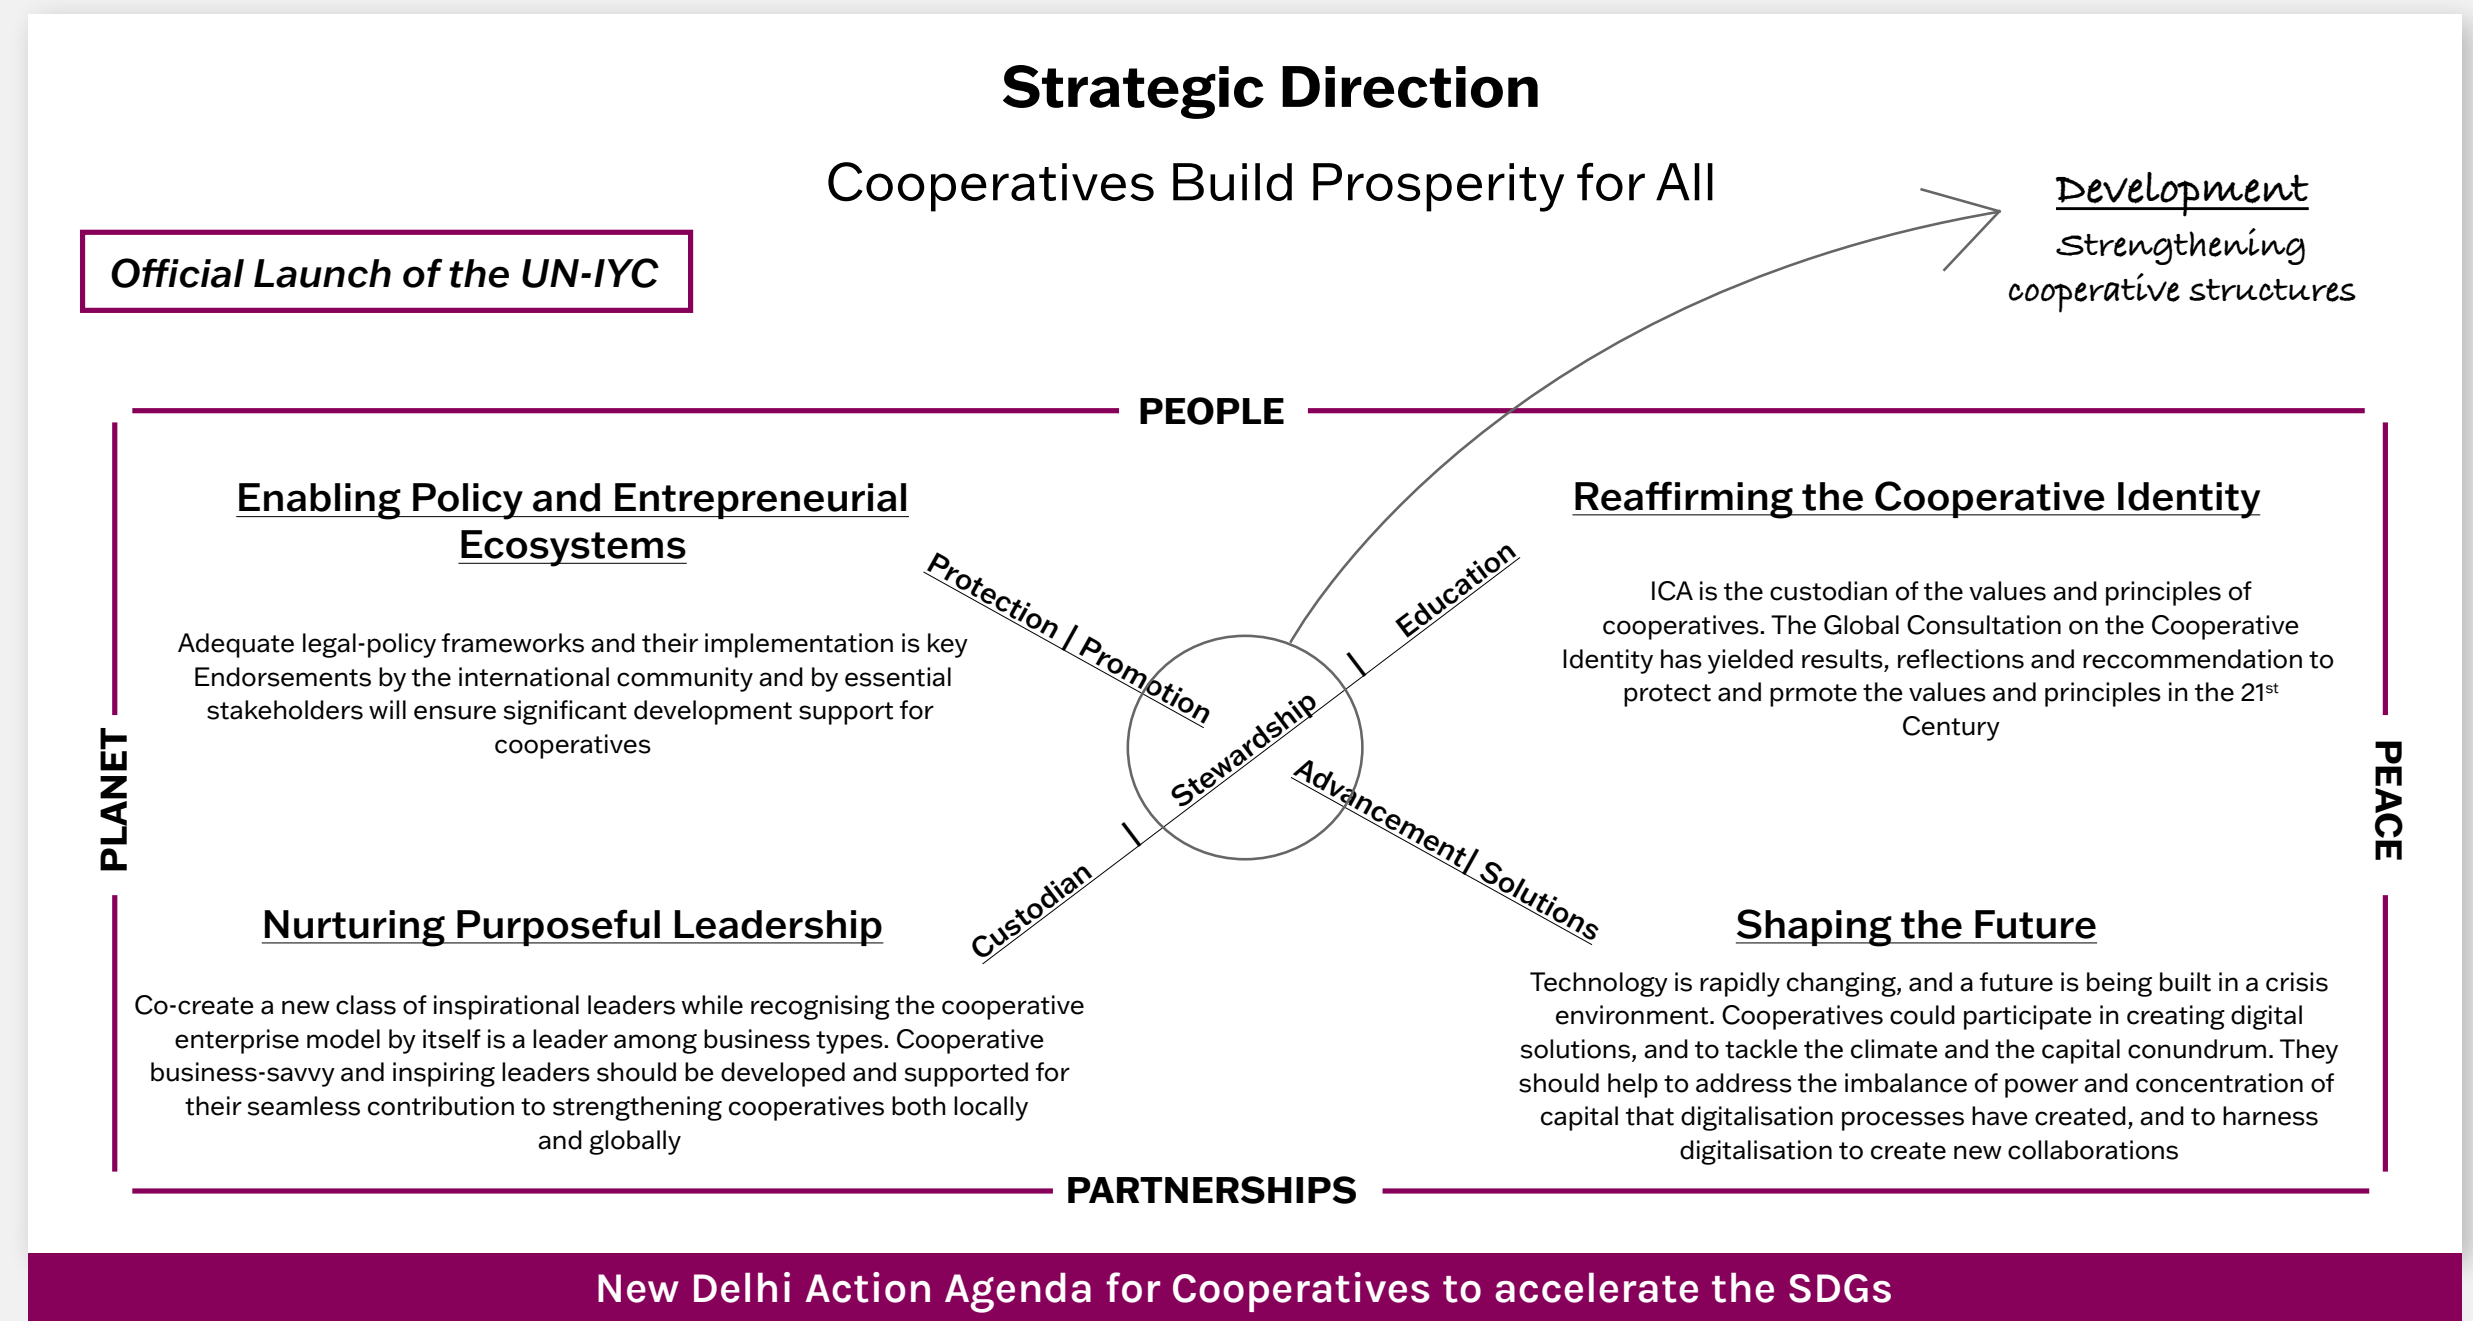 Strategic Direction
Cooperatives Build Prosperity for All
Official Launch of the UN-IYC
Development
Strengthening
cooperative structures
PEOPLE
Enabling Policy and Entrepreneurial
Ecosystems
Adequate legal-policy frameworks and their implementation is key
Endorsements by the international community and by essential
stakeholders will ensure significant development support for
cooperatives
Reaffirming the Cooperative Identity
ICA is the custodian of the values and principles of
cooperatives. The Global Consultation on the Cooperative
Identity has yielded results, reflections and reccommendation to
protect and prmote the values and principles in the 21st
Century
Protection | Promotion
Custodian | Stewardship | Education
Advancement| Solutions
PLANET
PEACE
Nurturing Purposeful Leadership
Co-create a new class of inspirational leaders while recognising the cooperative
enterprise model by itself is a leader among business types. Cooperative
business-savvy and inspiring leaders should be developed and supported for
their seamless contribution to strengthening cooperatives both locally
and globally
Shaping the Future
Technology is rapidly changing, and a future is being built in a crisis
environment. Cooperatives could participate in creating digital
solutions, and to tackle the climate and the capital conundrum. They
should help to address the imbalance of power and concentration of
capital that digitalisation processes have created, and to harness
digitalisation to create new collaborations
PARTNERSHIPS
New Delhi Action Agenda for Cooperatives to accelerate the SDGs